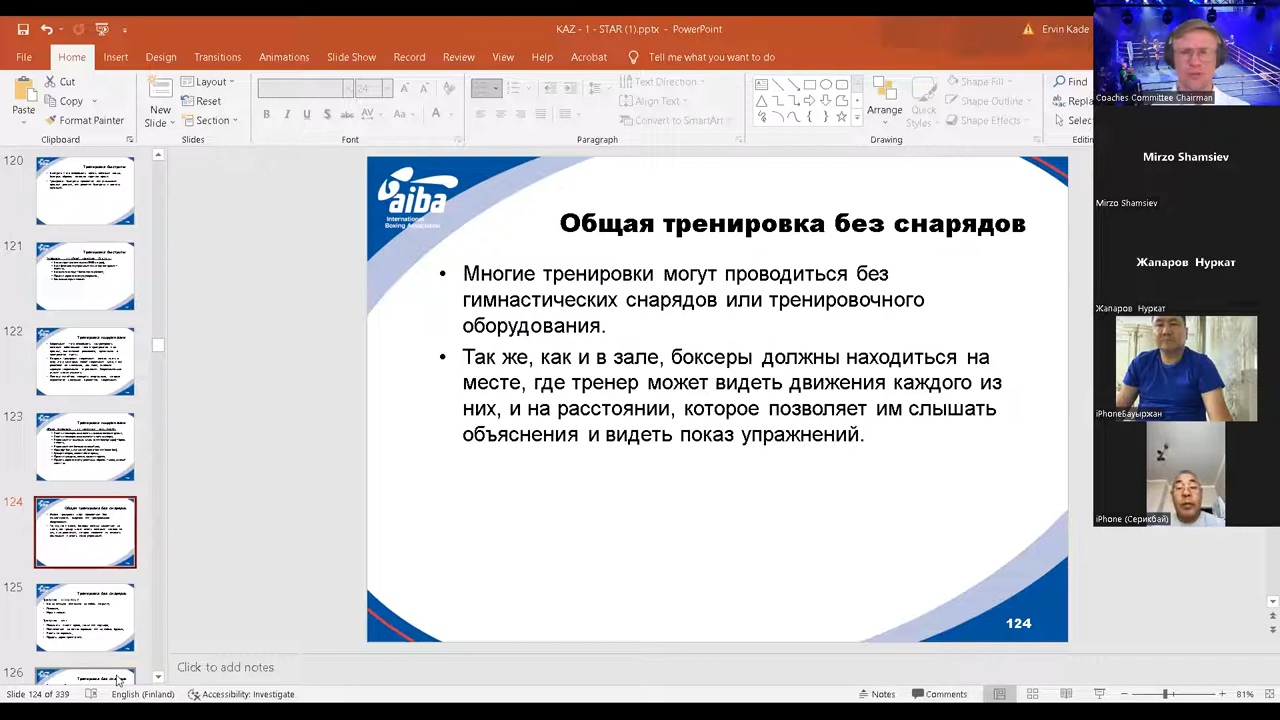 KAZ - 1 - STAR (1).pptx - PowerPoint
Ervin Kade
File Home Insert Design Transitions Animations Slide Show Record Review View Help Acrobat Tell me what you want to do
Paste
Cut
Copy
Format Painter
Clipboard
New Slide
Layout
Reset
Section
Slides
24
Font
Text Direction
Align Text
Convert to SmartArt
Paragraph
Arrange
Quick Styles
Shape Fill
Shape Outline
Shape Effects
Drawing
Find
Repla
Select
Editin
120
121
122
123
124
125
126
aiba
International
Boxing Association
Общая тренировка без снарядов
• Многие тренировки могут проводиться без
гимнастических снарядов или тренировочного
оборудования.
• Так же, как и в зале, боксеры должны находиться на
месте, где тренер может видеть движения каждого из
них, и на расстоянии, которое позволяет им слышать
объяснения и видеть показ упражнений.
124
Click to add notes
Slide 124 of 339 English (Finland) Accessibility: Investigate
Notes Comments 81%
Coaches Committee Chairman
Mirzo Shamsiev
Mirzo Shamsiev
Жапаров Нуркат
Жапаров Нуркат
iPhoneБауыржан
iPhone (Серикбай)